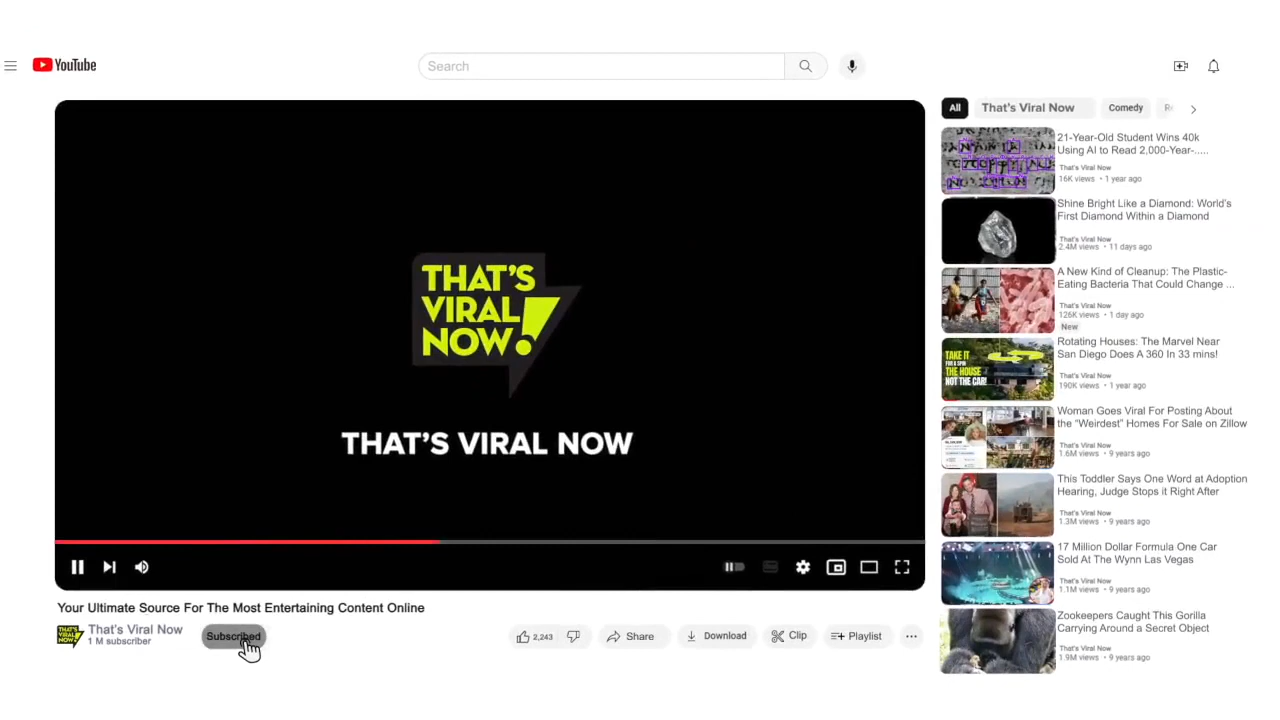 YouTube
Search
THAT'S
VIRAL
NOW!
THAT'S VIRAL NOW
Your Ultimate Source For The Most Entertaining Content Online
That's Viral Now
1 M subscriber
Subscribed
2,243
Share
Download
Clip
Playlist
All
That's Viral Now
Comedy
21-Year-Old Student Wins 40k
Using AI to Read 2,000-Year-.....
That's Viral Now
16K views • 1 year ago
Shine Bright Like a Diamond: World's
First Diamond Within a Diamond
That's Viral Now
2.4M views • 11 days ago
A New Kind of Cleanup: The Plastic-
Eating Bacteria That Could Change ...
That's Viral Now
126K views • 1 day ago
New
TAKE IT
FOR A SPIN
THE HOUSE
NOT THE CAR!
Rotating Houses: The Marvel Near
San Diego Does A 360 In 33 mins!
That's Viral Now
190K views • 1 year ago
Woman Goes Viral For Posting About
the “Weirdest” Homes For Sale on Zillow
That's Viral Now
1.6M views • 9 years ago
This Toddler Says One Word at Adoption
Hearing, Judge Stops it Right After
That's Viral Now
1.3M views • 9 years ago
17 Million Dollar Formula One Car
Sold At The Wynn Las Vegas
That's Viral Now
1.1M views • 9 years ago
Zookeepers Caught This Gorilla
Carrying Around a Secret Object
That's Viral Now
1.9M views • 9 years ago